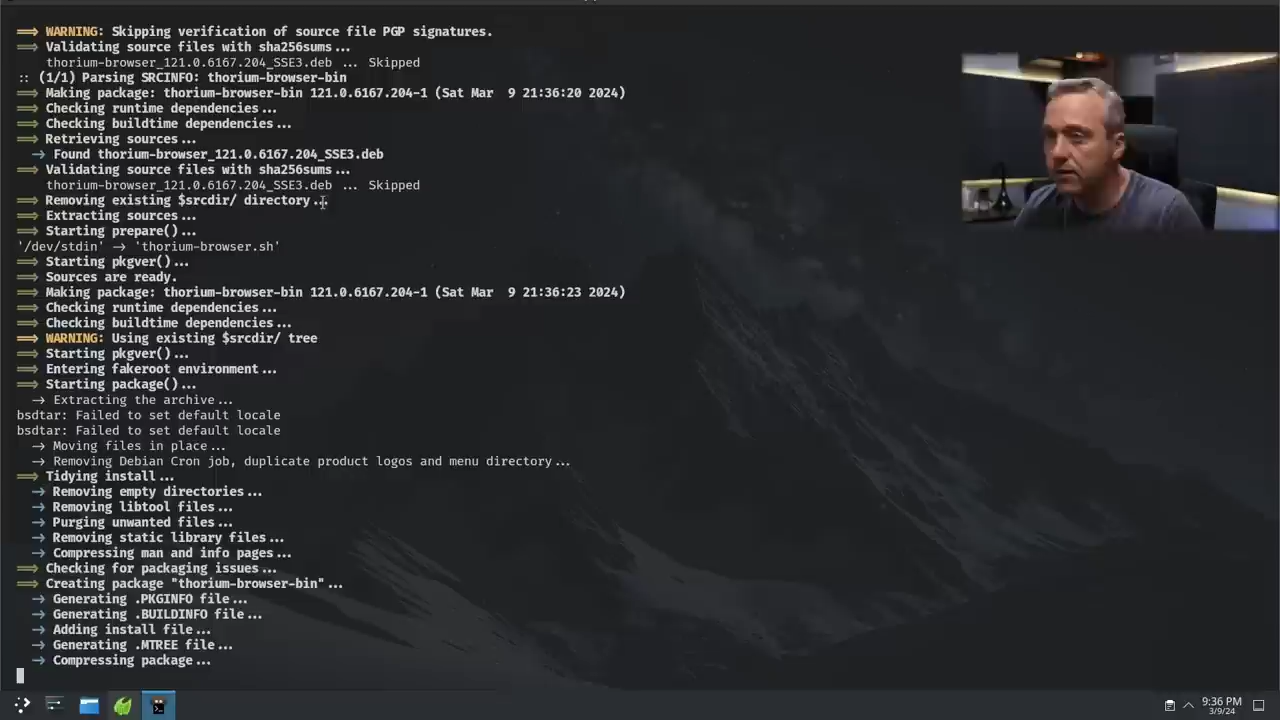 ==> WARNING: Skipping verification of source file PGP signatures.
==> Validating source files with sha256sums...
thorium-browser_121.0.6167.204_SSE3.deb ... Skipped
:: (1/1) Parsing SRCINFO: thorium-browser-bin
==> Making package: thorium-browser-bin 121.0.6167.204-1 (Sat Mar  9 21:36:20 2024)
==> Checking runtime dependencies...
==> Checking buildtime dependencies...
==> Retrieving sources...
-> Found thorium-browser_121.0.6167.204_SSE3.deb
==> Validating source files with sha256sums...
thorium-browser_121.0.6167.204_SSE3.deb ... Skipped
==> Removing existing $srcdir/ directory...
==> Extracting sources...
==> Starting prepare()...
'/dev/stdin' -> 'thorium-browser.sh'
==> Starting pkgver()...
==> Sources are ready.
==> Making package: thorium-browser-bin 121.0.6167.204-1 (Sat Mar  9 21:36:23 2024)
==> Checking runtime dependencies...
==> Checking buildtime dependencies...
==> WARNING: Using existing $srcdir/ tree
==> Starting pkgver()...
==> Entering fakeroot environment...
==> Starting package()...
-> Extracting the archive...
bsdtar: Failed to set default locale
bsdtar: Failed to set default locale
-> Moving files in place...
-> Removing Debian Cron job, duplicate product logos and menu directory...
==> Tidying install...
-> Removing empty directories...
-> Removing libtool files...
-> Purging unwanted files...
-> Removing static library files...
-> Compressing man and info pages...
==> Checking for packaging issues...
==> Creating package "thorium-browser-bin"...
-> Generating .PKGINFO file...
-> Generating .BUILDINFO file...
-> Adding install file...
-> Generating .MTREE file...
-> Compressing package...
9:36 PM
3/9/24